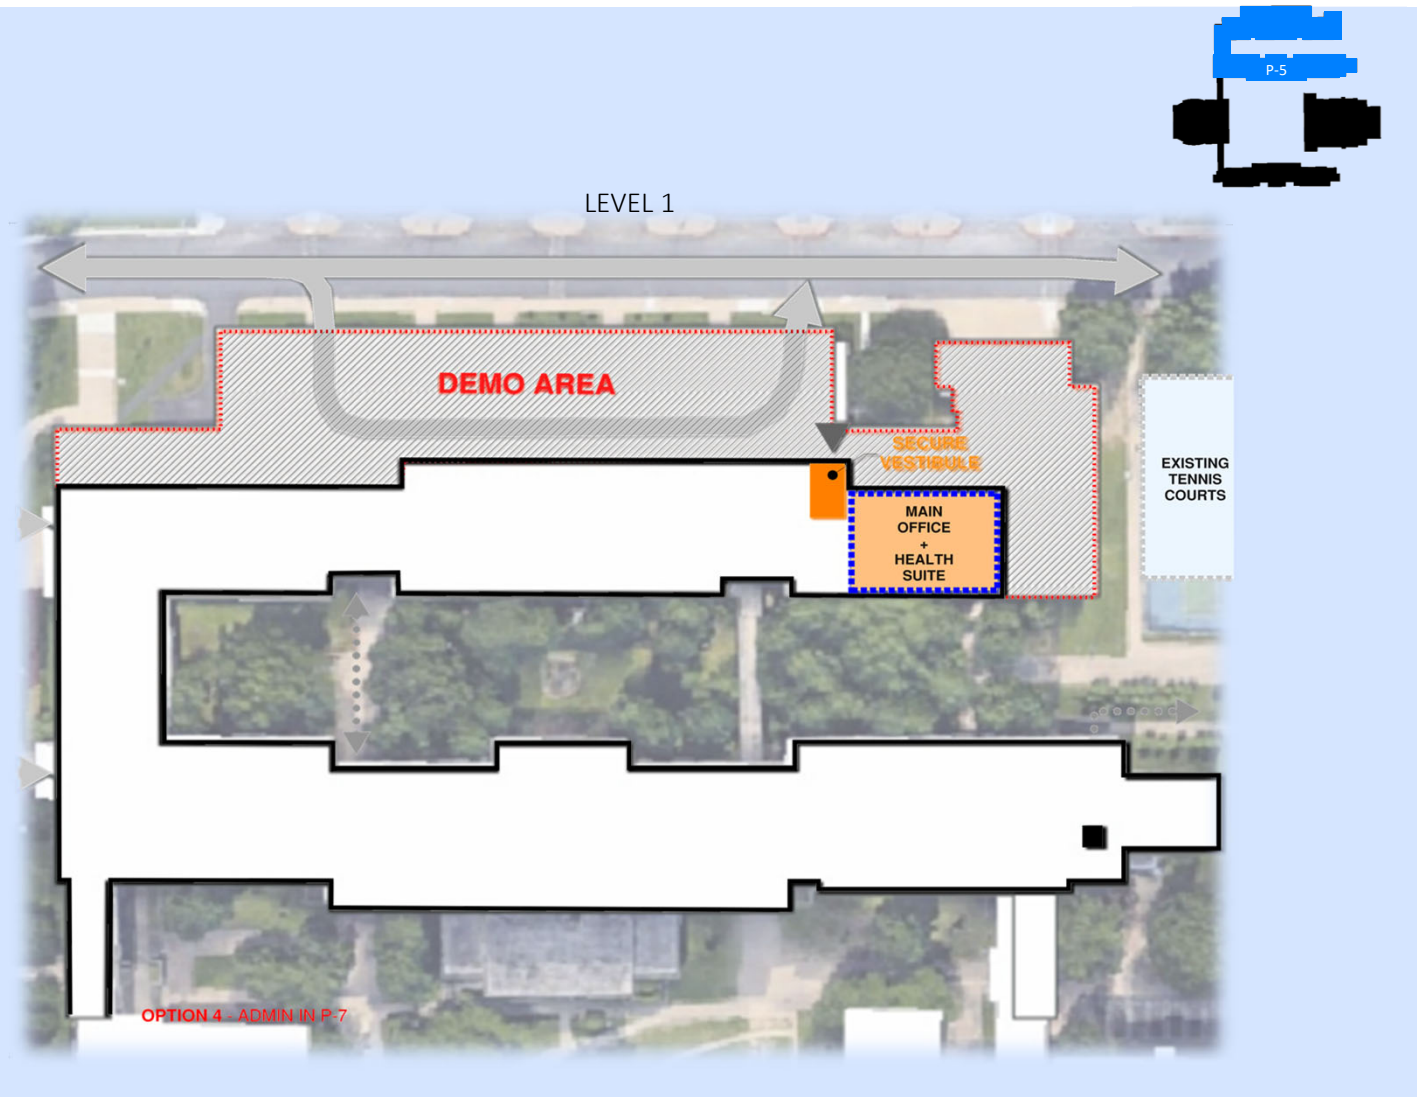 P-5
LEVEL 1
DEMO AREA
SECURE
VESTIBULE
EXISTING
TENNIS
COURTS
MAIN
OFFICE
+
HEALTH
SUITE
OPTION 4 - ADMIN IN P-7